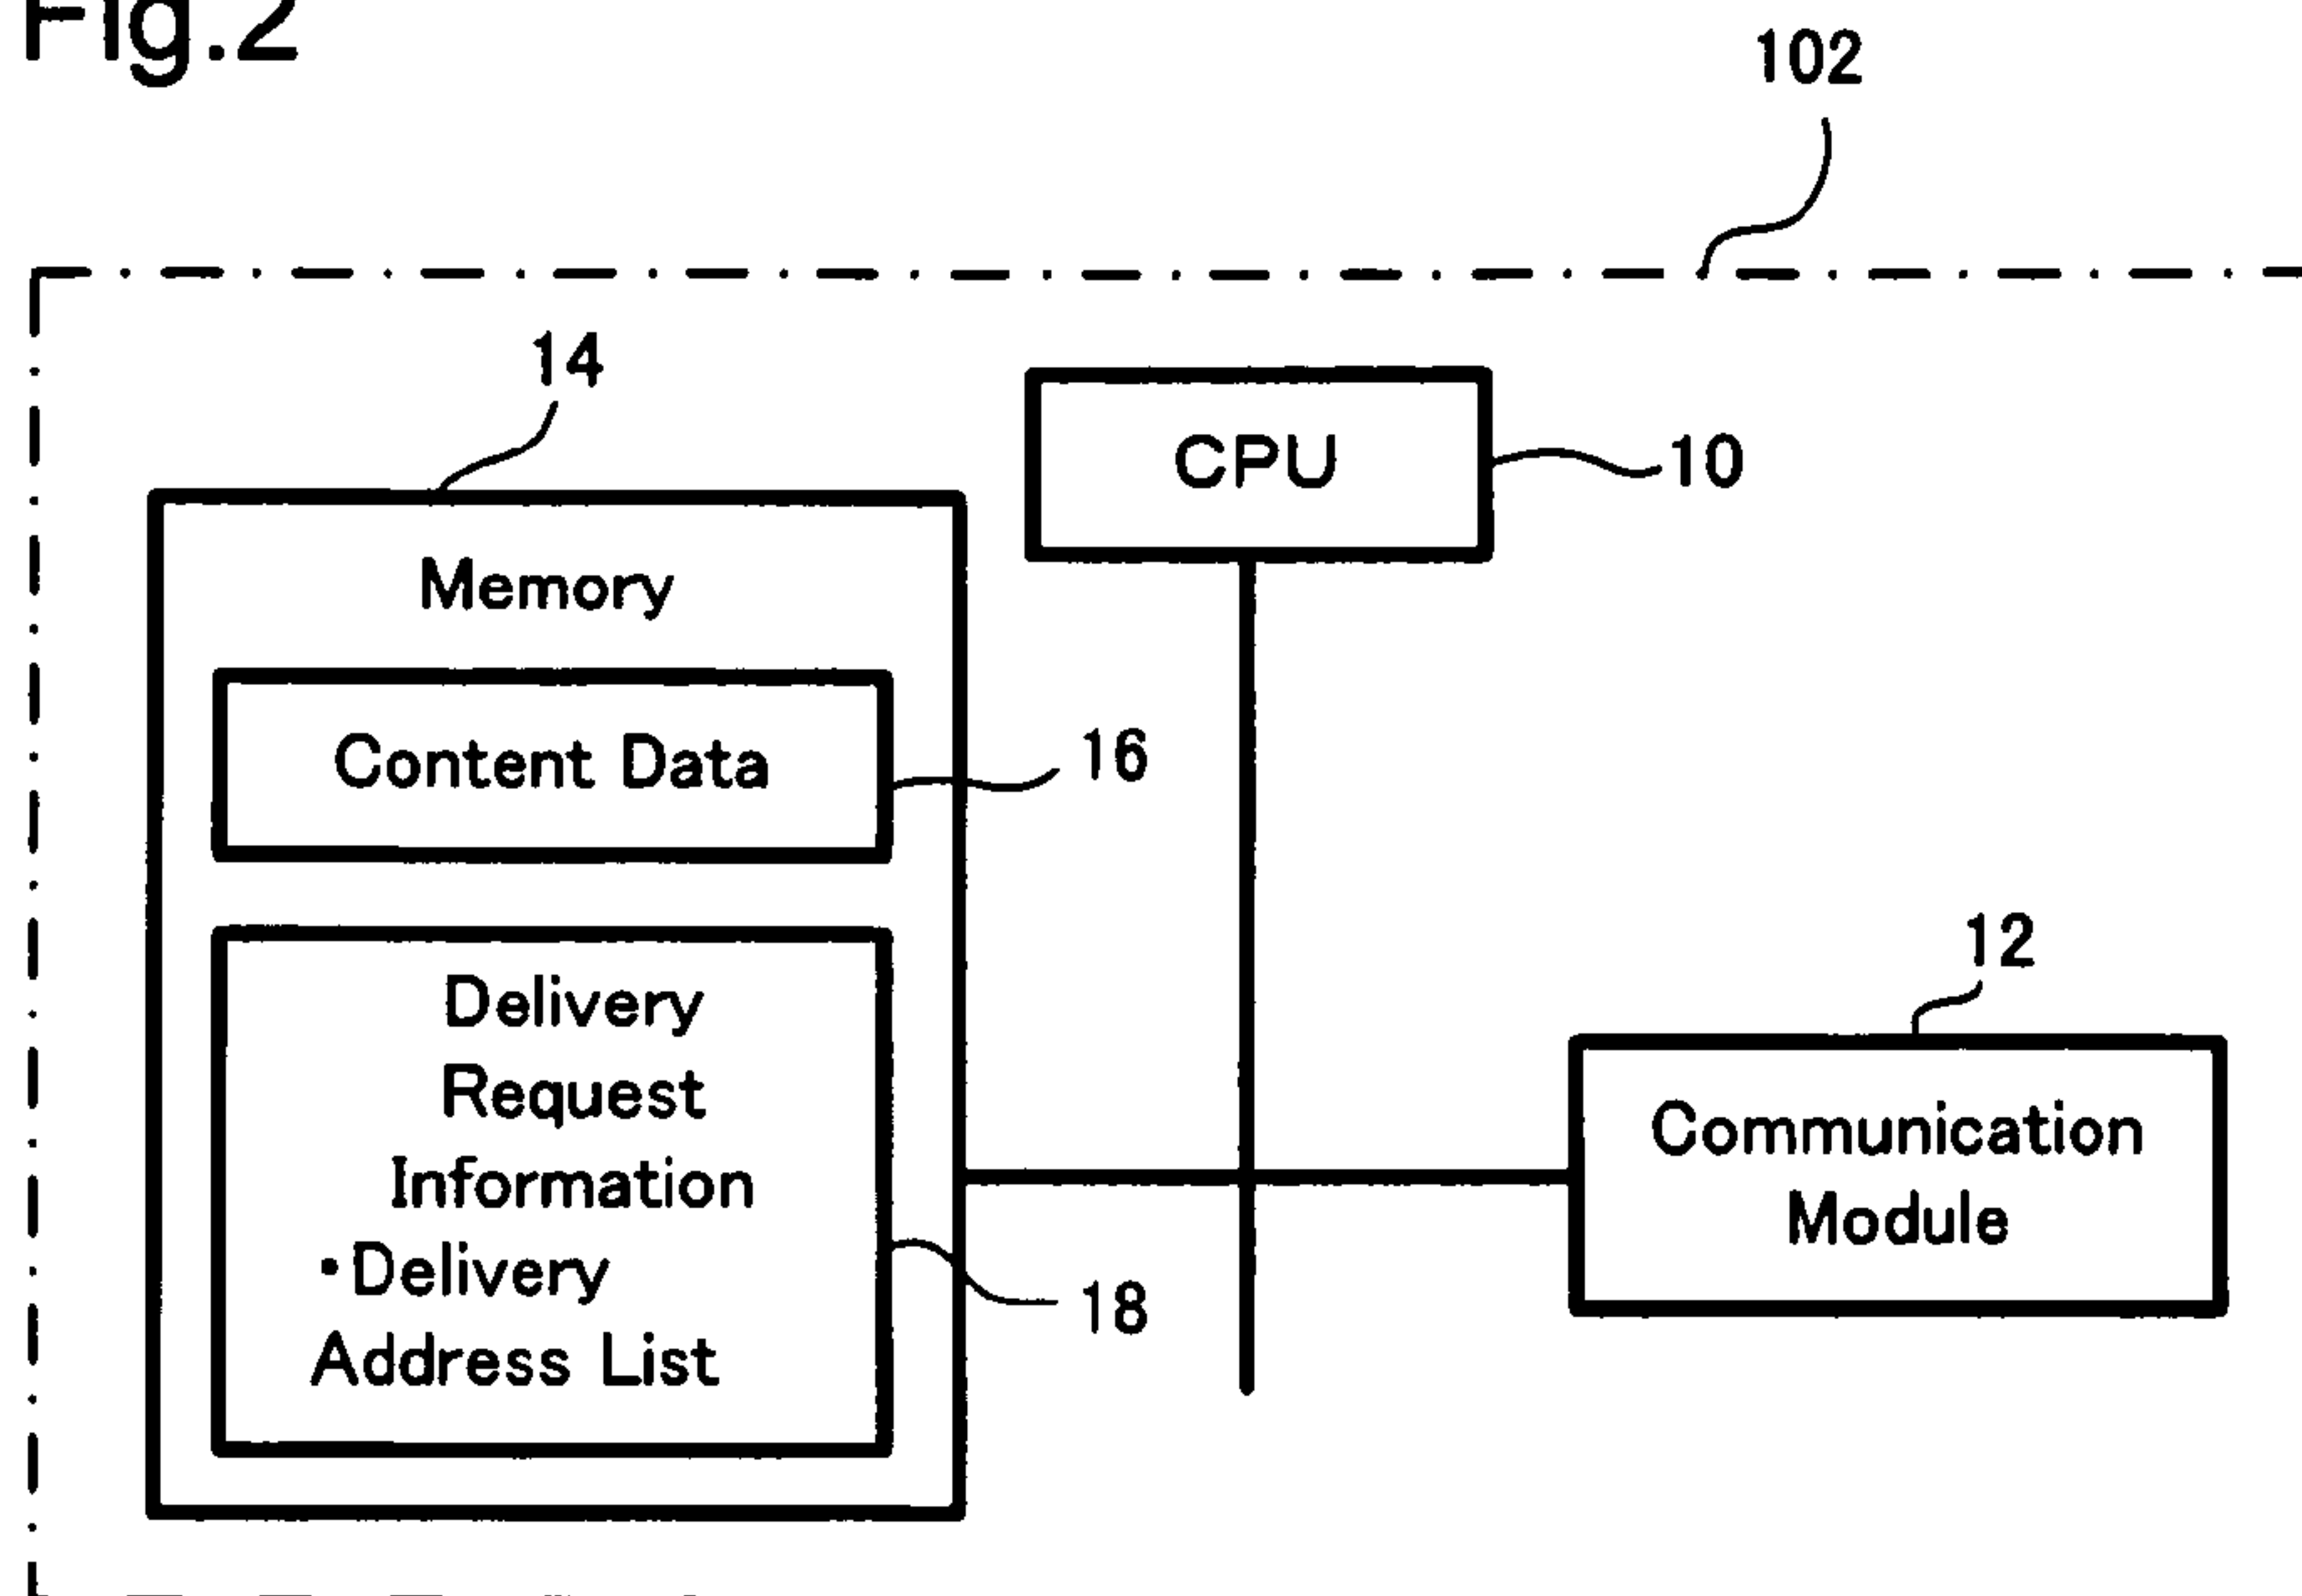 Fig.2
102
14
CPU
10
Memory
Content Data
16
12
Delivery
Request
Information
•Delivery
Address List
18
Communication
Module